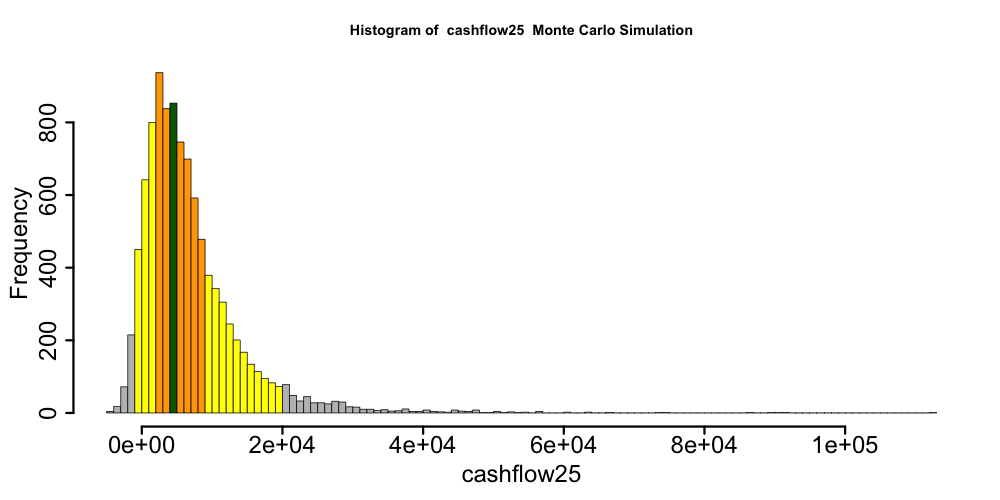 Histogram of  cashflow25  Monte Carlo Simulation
Frequency
800
600
400
200
0
0e+00 2e+04 4e+04 6e+04 8e+04 1e+05
cashflow25